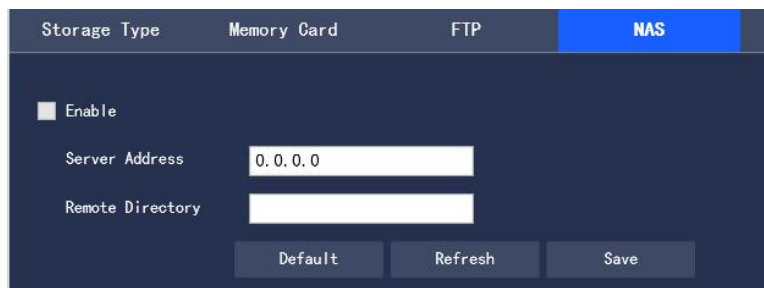 Storage Type Memory Card FTP NAS
Enable
Server Address 0.0.0.0
Remote Directory
Default Refresh Save